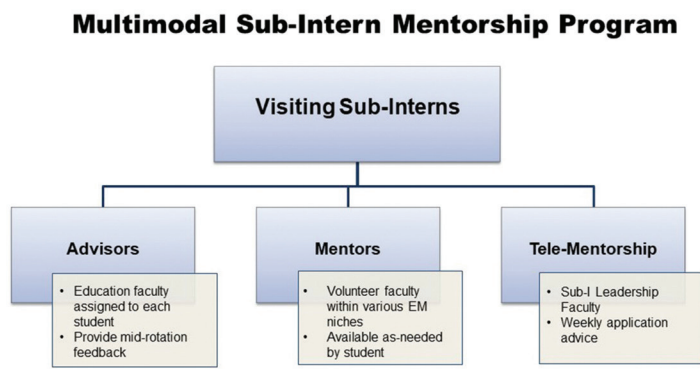 Multimodal Sub-Intern Mentorship Program
Visiting Sub-Interns
Advisors
• Education faculty
assigned to each
student
• Provide mid-rotation
feedback
Mentors
• Volunteer faculty
within various EM
niches
• Available as-needed
by student
Tele-Mentorship
• Sub-I Leadership
Faculty
• Weekly application
advice